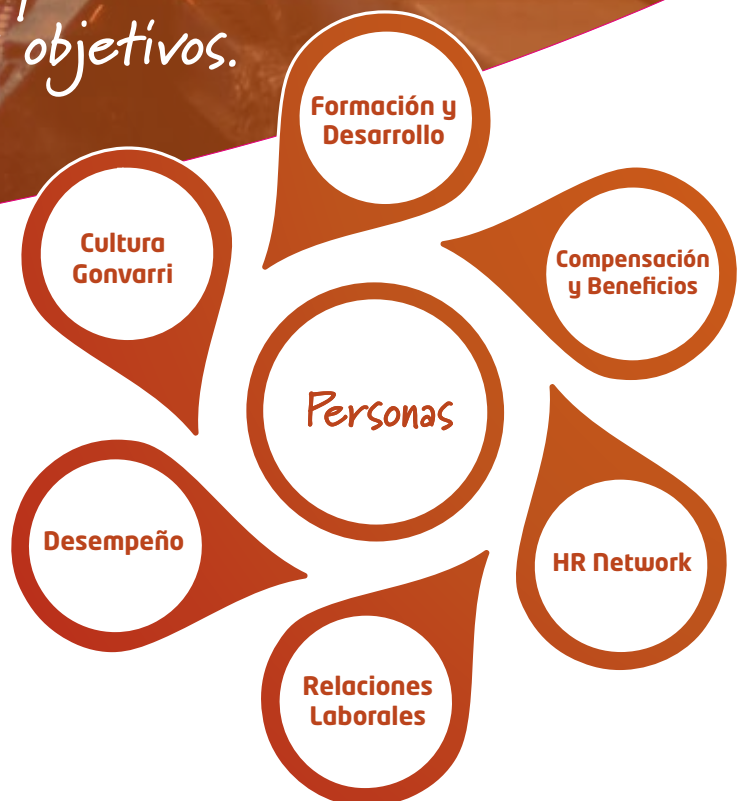 objetivos.
Formación y
Desarrollo
Cultura
Gonvarri
Compensación
y Beneficios
Personas
Desempeño
HR Network
Relaciones
Laborales